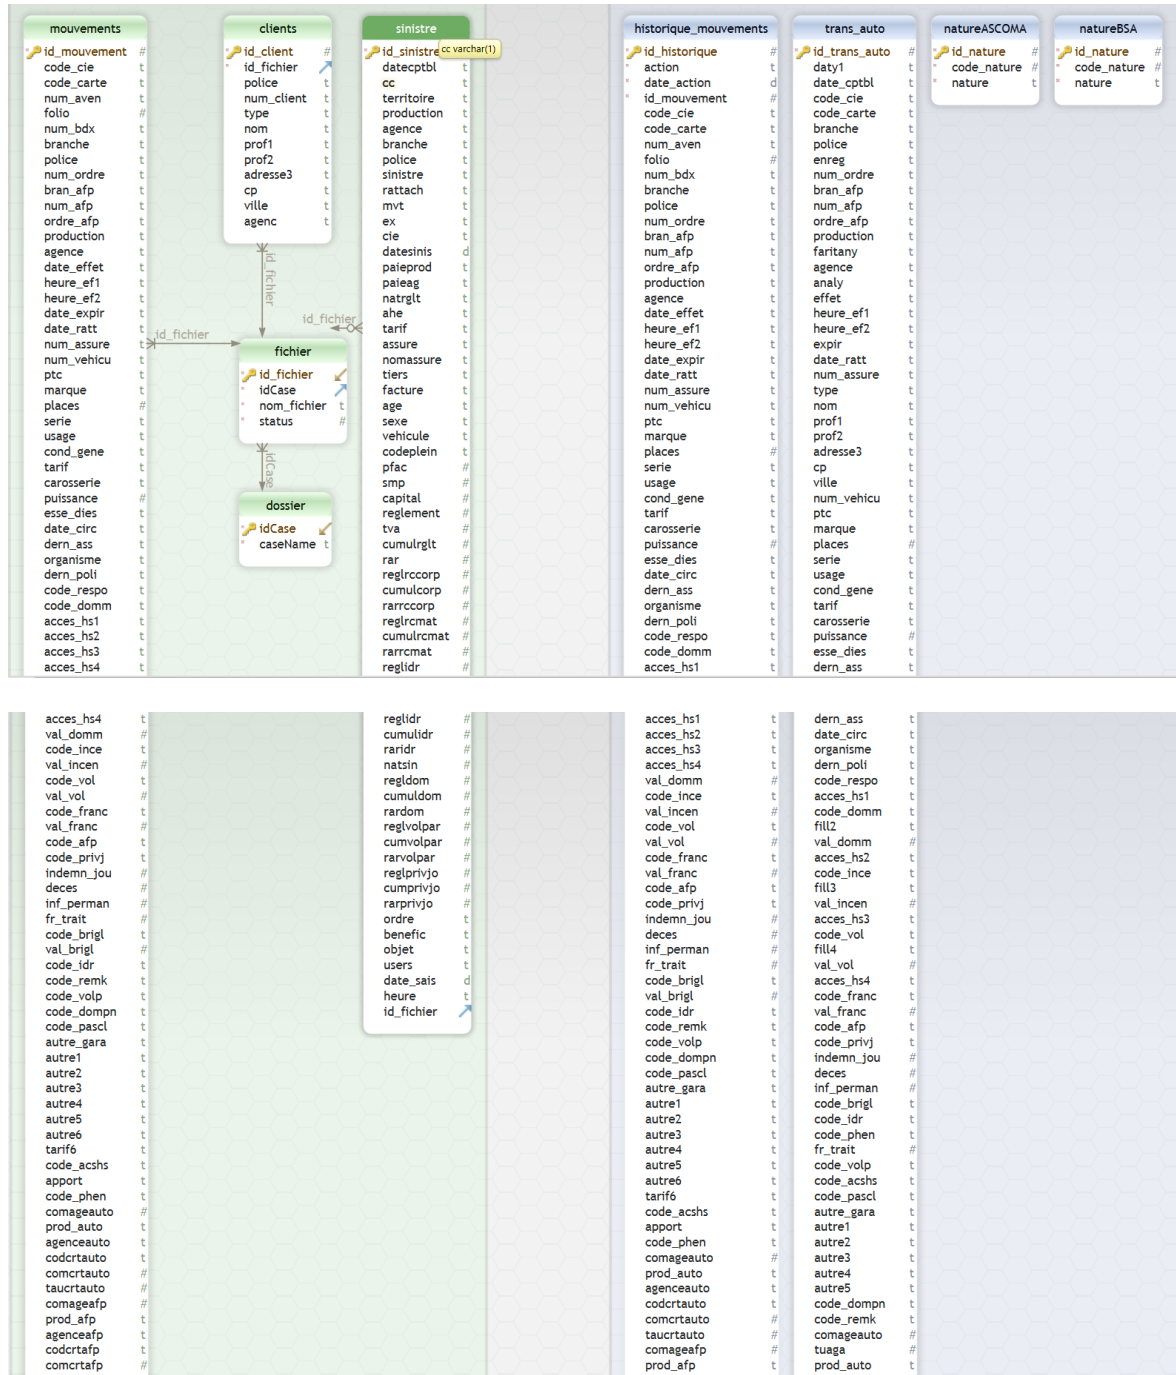 mouvements
id_mouvement #
code_cie t
code_carte t
num_aven t
folio #
num_bdx t
branche t
police t
num_ordre t
bran_afp t
num_afp t
ordre_afp t
production t
agence t
date_effet t
heure_ef1 t
heure_ef2 t
date_expir t
date_ratt t
num_assure t
num_vehicu t
ptc t
marque t
places #
serie t
usage t
cond_gene t
tarif t
carosserie t
puissance #
esse_dies t
date_circ t
dern_ass t
organisme t
dern_poli t
code_respo t
code_domm t
acces_hs1 t
acces_hs2 t
acces_hs3 t
acces_hs4 t
clients
id_client #
id_fichier
police t
num_client t
type t
nom t
prof1 t
prof2 t
adresse3 t
cp t
ville t
agenc t
id_fichier
id_fichier
id_fichier
fichier
id_fichier
idCase
nom_fichier t
status #
idCase
dossier
idCase
caseName t
sinistre
id_sinistre
cc varchar(1)
datecptbl t
cc t
territoire t
production t
agence t
branche t
police t
sinistre t
rattach t
mvt t
ex t
cie t
datesinis d
paieprod t
paieag t
natrglt t
ahe t
tarif t
assure t
nomassure t
tiers t
facture t
age t
sexe t
vehicule t
codeplein t
pfac #
smp #
capital #
reglement #
tva #
cumulrglt #
rar #
reglrccorp #
cumulcorp #
rarrccorp #
reglrcmat #
cumulrcmat #
rarrcmat #
reglidr #
historique_mouvements
id_historique #
action t
date_action d
id_mouvement #
code_cie t
code_carte t
num_aven t
folio #
num_bdx t
branche t
police t
num_ordre t
bran_afp t
num_afp t
ordre_afp t
production t
agence t
date_effet t
heure_ef1 t
heure_ef2 t
date_expir t
date_ratt t
num_assure t
num_vehicu t
ptc t
marque t
places #
serie t
usage t
cond_gene t
tarif t
carosserie t
puissance #
esse_dies t
date_circ t
dern_ass t
organisme t
dern_poli t
code_respo t
code_domm t
acces_hs1 t
trans_auto
id_trans_auto #
daty1 t
date_cptbl t
code_cie t
code_carte t
branche t
police t
enreg t
num_ordre t
bran_afp t
num_afp t
ordre_afp t
production t
faritany t
agence t
analy t
effet t
heure_ef1 t
heure_ef2 t
expir t
date_ratt t
num_assure t
type t
nom t
prof1 t
prof2 t
adresse3 t
cp t
ville t
num_vehicu t
ptc t
marque t
places #
serie t
usage t
cond_gene t
tarif t
carosserie t
puissance #
esse_dies t
dern_ass t
natureASCOMA
id_nature #
code_nature #
nature t
natureBSA
id_nature #
code_nature #
nature t
acces_hs4 t
val_domm #
code_ince t
val_incen #
code_vol t
val_vol #
code_franc t
val_franc #
code_afp t
code_privj t
indemn_jou #
deces #
inf_perman #
fr_trait #
code_brigl t
val_brigl #
code_idr t
code_remk t
code_volp t
code_dompn t
code_pascl t
autre_gara t
autre1 t
autre2 t
autre3 t
autre4 t
autre5 t
autre6 t
tarif6 t
code_acshs t
apport t
code_phen t
comageauto #
prod_auto t
agenceauto t
codcrtauto t
comcrtauto #
taucrtauto #
comageafp #
prod_afp t
agenceafp t
codcrtafp t
comcrtafp #
reglidr #
cumulidr #
raridr #
natsin #
regldom #
cumuldom #
rardom #
reglvolpar #
cumvolpar #
rarvolpar #
reglprivjo #
cumprivjo #
rarprivjo #
ordre t
benefic t
objet t
users t
date_sais d
heure t
id_fichier
acces_hs1 t
acces_hs2 t
acces_hs3 t
acces_hs4 t
val_domm #
code_ince t
val_incen #
code_vol t
val_vol #
code_franc t
val_franc #
code_afp t
code_privj t
indemn_jou #
deces #
inf_perman #
fr_trait #
code_brigl t
val_brigl #
code_idr t
code_remk t
code_volp t
code_dompn t
code_pascl t
autre_gara t
autre1 t
autre2 t
autre3 t
autre4 t
autre5 t
autre6 t
tarif6 t
code_acshs t
apport t
code_phen t
comageauto #
prod_auto t
agenceauto t
codcrtauto t
comcrtauto #
taucrtauto #
comageafp #
prod_afp t
dern_ass t
date_circ t
organisme t
dern_poli t
code_respo t
acces_hs1 t
code_domm t
fill2 t
val_domm #
acces_hs2 t
code_ince t
fill3 t
val_incen #
acces_hs3 t
code_vol t
fill4 t
val_vol #
acces_hs4 t
code_franc t
val_franc #
code_afp t
code_privj t
indemn_jou #
deces #
inf_perman #
code_brigl t
code_idr t
code_phen t
fr_trait #
code_volp t
code_acshs t
code_pascl t
autre_gara t
autre1 t
autre2 t
autre3 t
autre4 t
autre5 t
code_dompn t
code_remk t
comageauto #
tuaga #
prod_auto t